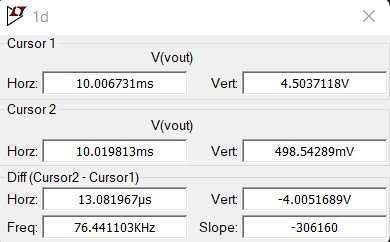 1d
Cursor 1
V(vout)
Horz: 10.006731ms Vert: 4.5037118V
Cursor 2
V(vout)
Horz: 10.019813ms Vert: 498.54289mV
Diff (Cursor2 - Cursor1)
Horz: 13.081967µs Vert: -4.0051689V
Freq: 76.441103KHz Slope: -306160